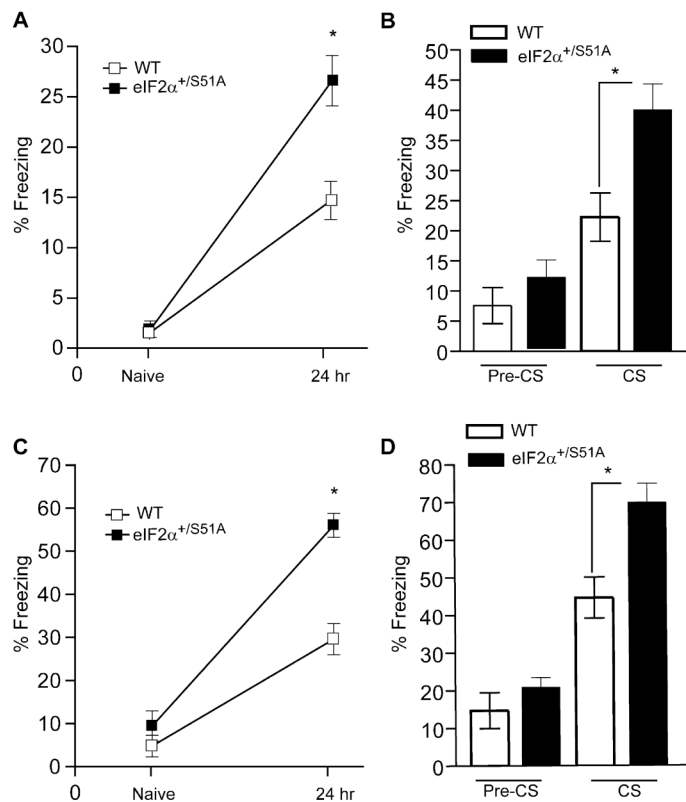 A
WT
eIF2α+/S51A
*
% Freezing
30
25
20
15
10
5
0
0
Naive
24 hr
B
WT
eIF2α+/S51A
*
% Freezing
50
45
40
35
30
25
20
15
10
5
0
Pre-CS
CS
C
WT
eIF2α+/S51A
*
% Freezing
70
60
50
40
30
20
10
0
0
Naive
24 hr
D
WT
eIF2α+/S51A
*
% Freezing
80
70
60
50
40
30
20
10
Pre-CS
CS